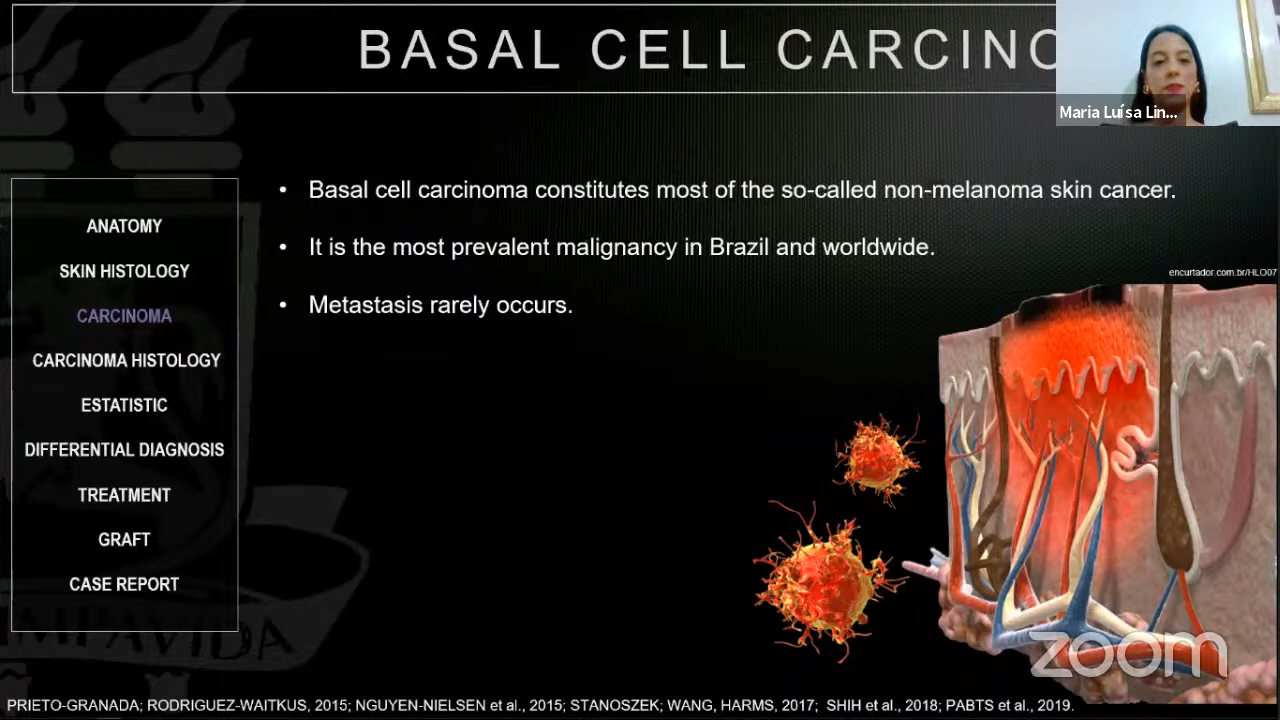 BASAL CELL CARCINO
Maria Luísa Lin...
• Basal cell carcinoma constitutes most of the so-called non-melanoma skin cancer.
• It is the most prevalent malignancy in Brazil and worldwide.
• Metastasis rarely occurs.
encurtador.com.br/HLO07
ANATOMY
SKIN HISTOLOGY
CARCINOMA
CARCINOMA HISTOLOGY
ESTATISTIC
DIFFERENTIAL DIAGNOSIS
TREATMENT
GRAFT
CASE REPORT
IMPAVIDA
zoom
PRIETO-GRANADA; RODRIGUEZ-WAITKUS, 2015; NGUYEN-NIELSEN et al., 2015; STANOSZEK; WANG, HARMS, 2017; SHIH et al., 2018; PABTS et al., 2019.